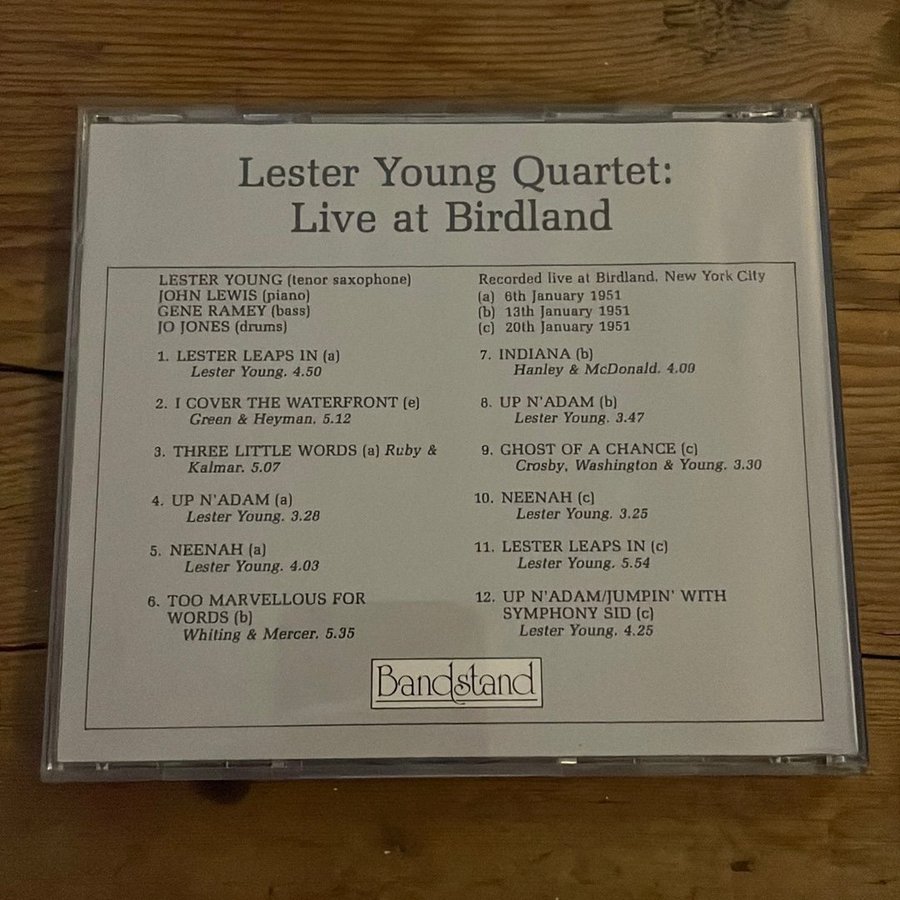 Lester Young Quartet:
Live at Birdland
LESTER YOUNG (tenor saxophone)
JOHN LEWIS (piano)
GENE RAMEY (bass)
JO JONES (drums)
1. LESTER LEAPS IN (a)
Lester Young. 4.50
2. I COVER THE WATERFRONT (e)
Green & Heyman. 5.12
3. THREE LITTLE WORDS (a) Ruby &
Kalmar. 5.07
4. UP N'ADAM (a)
Lester Young. 3.28
5. NEENAH (a)
Lester Young. 4.03
6. TOO MARVELLOUS FOR
WORDS (b)
Whiting & Mercer. 5.35
Recorded live at Birdland. New York City
(a) 6th January 1951
(b) 13th January 1951
(c) 20th January 1951
7. INDIANA (b)
Hanley & McDonald. 4.09
8. UP N'ADAM (b)
Lester Young. 3.47
9. GHOST OF A CHANCE (c)
Crosby, Washington & Young. 3.30
10. NEENAH (c)
Lester Young. 3.25
11. LESTER LEAPS IN (c)
Lester Young. 5.54
12. UP N'ADAM/JUMPIN' WITH
SYMPHONY SID (c)
Lester Young. 4.25
Bandstand